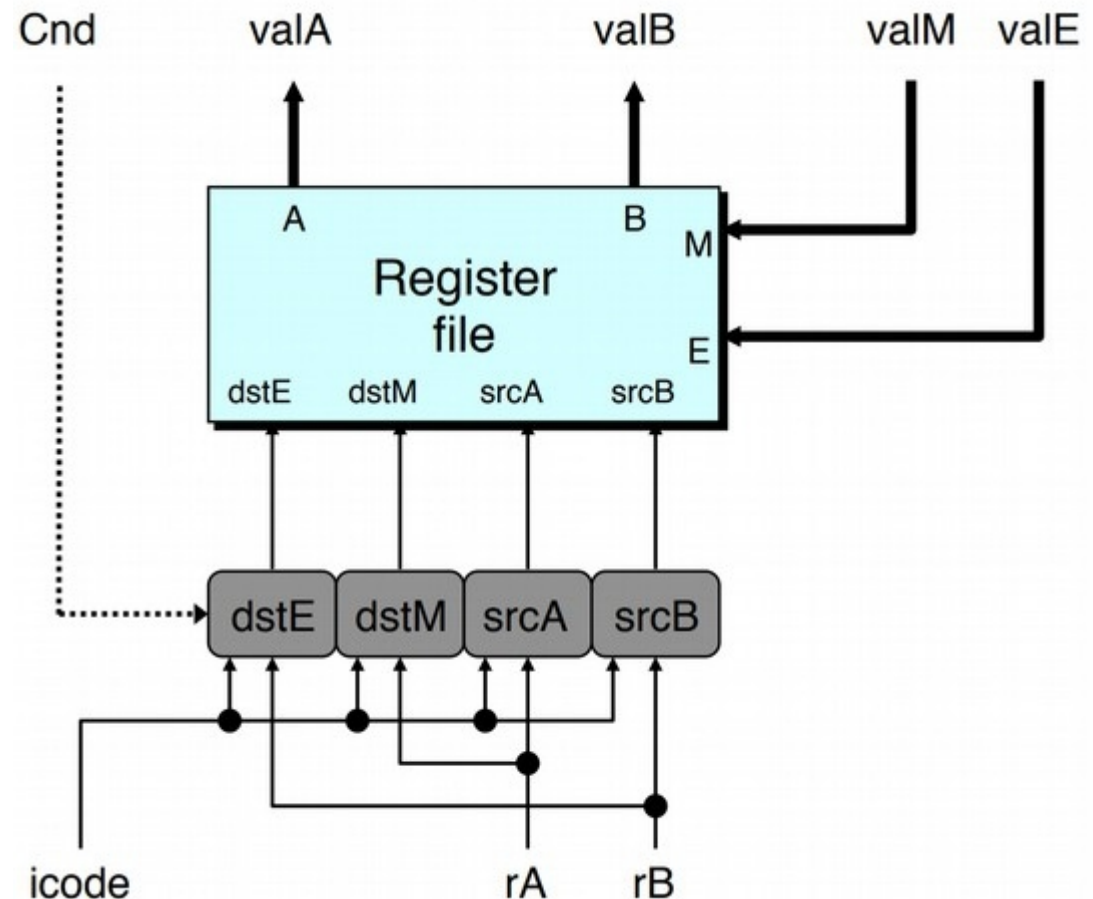 Cnd valA valB valM valE
A B
M
Register
file
E
dstE dstM srcA srcB
dstE dstM srcA srcB
icode rA rB